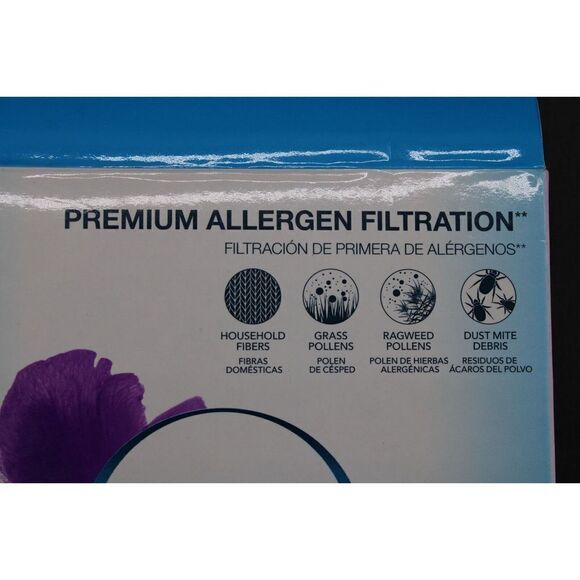 PREMIUM ALLERGEN FILTRATION**
FILTRACIÓN DE PRIMERA DE ALÉRGENOS**
HOUSEHOLD
FIBERS
FIBRAS
DOMÉSTICAS
GRASS
POLLENS
POLEN
DE CÉSPED
RAGWEED
POLLENS
POLEN DE HIERBAS
ALERGÉNICAS
DUST MITE
DEBRIS
RESIDUOS DE
ÁCAROS DEL POLVO